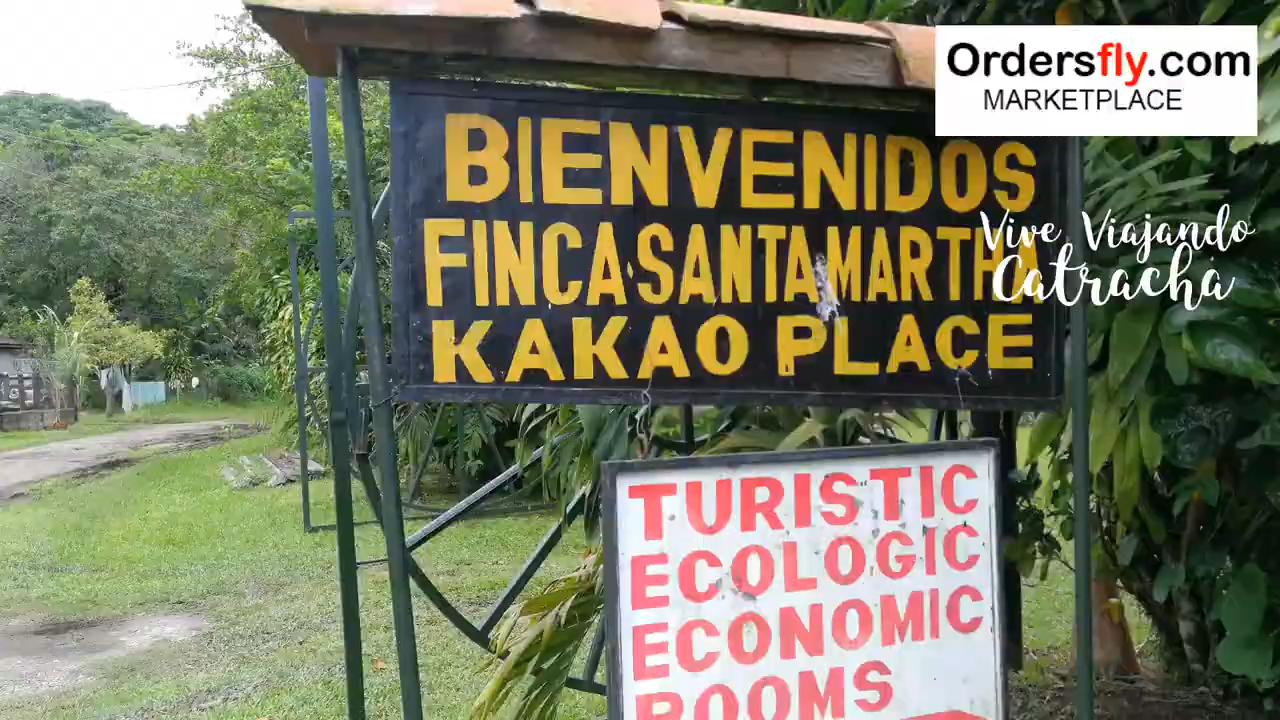 Ordersfly.com
MARKETPLACE
BIENVENIDOS
FINCA·SANTA MARTHA
KAKAO PLACE
Vive Viajando
Catracha
TURISTIC
ECOLOGIC
ECONOMIC
ROOMS